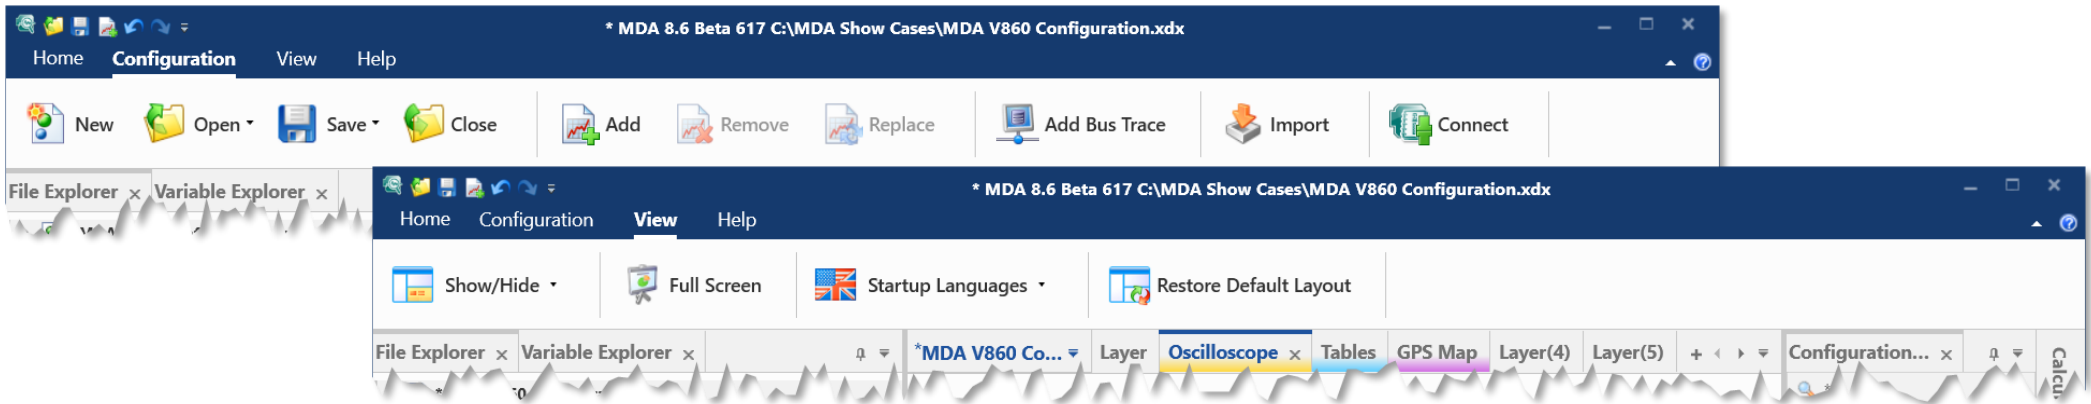 * MDA 8.6 Beta 617 C:\MDA Show Cases\MDA V860 Configuration.xdx
Home Configuration View Help
New Open Save Close Add Remove Replace Add Bus Trace Import Connect
File Explorer Variable Explorer
* MDA 8.6 Beta 617 C:\MDA Show Cases\MDA V860 Configuration.xdx
Home Configuration View Help
Show/Hide Full Screen Startup Languages Restore Default Layout
File Explorer Variable Explorer *MDA V860 Co... Layer Oscilloscope Tables GPS Map Layer(4) Layer(5) + Configuration...